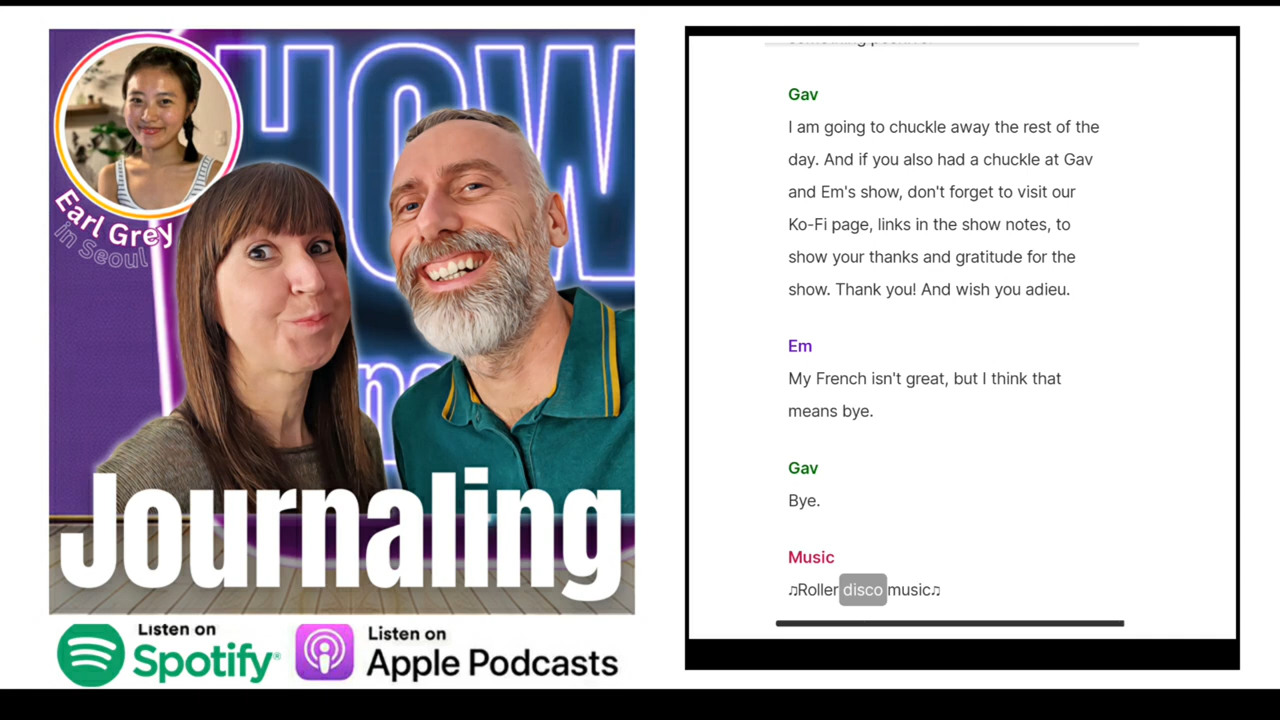 HOW
Earl Grey
in Seoul
Journaling
Listen on
Spotify
Listen on
Apple Podcasts
Gav
I am going to chuckle away the rest of the
day. And if you also had a chuckle at Gav
and Em's show, don't forget to visit our
Ko-Fi page, links in the show notes, to
show your thanks and gratitude for the
show. Thank you! And wish you adieu.
Em
My French isn't great, but I think that
means bye.
Gav
Bye.
Music
♫Roller disco music♫